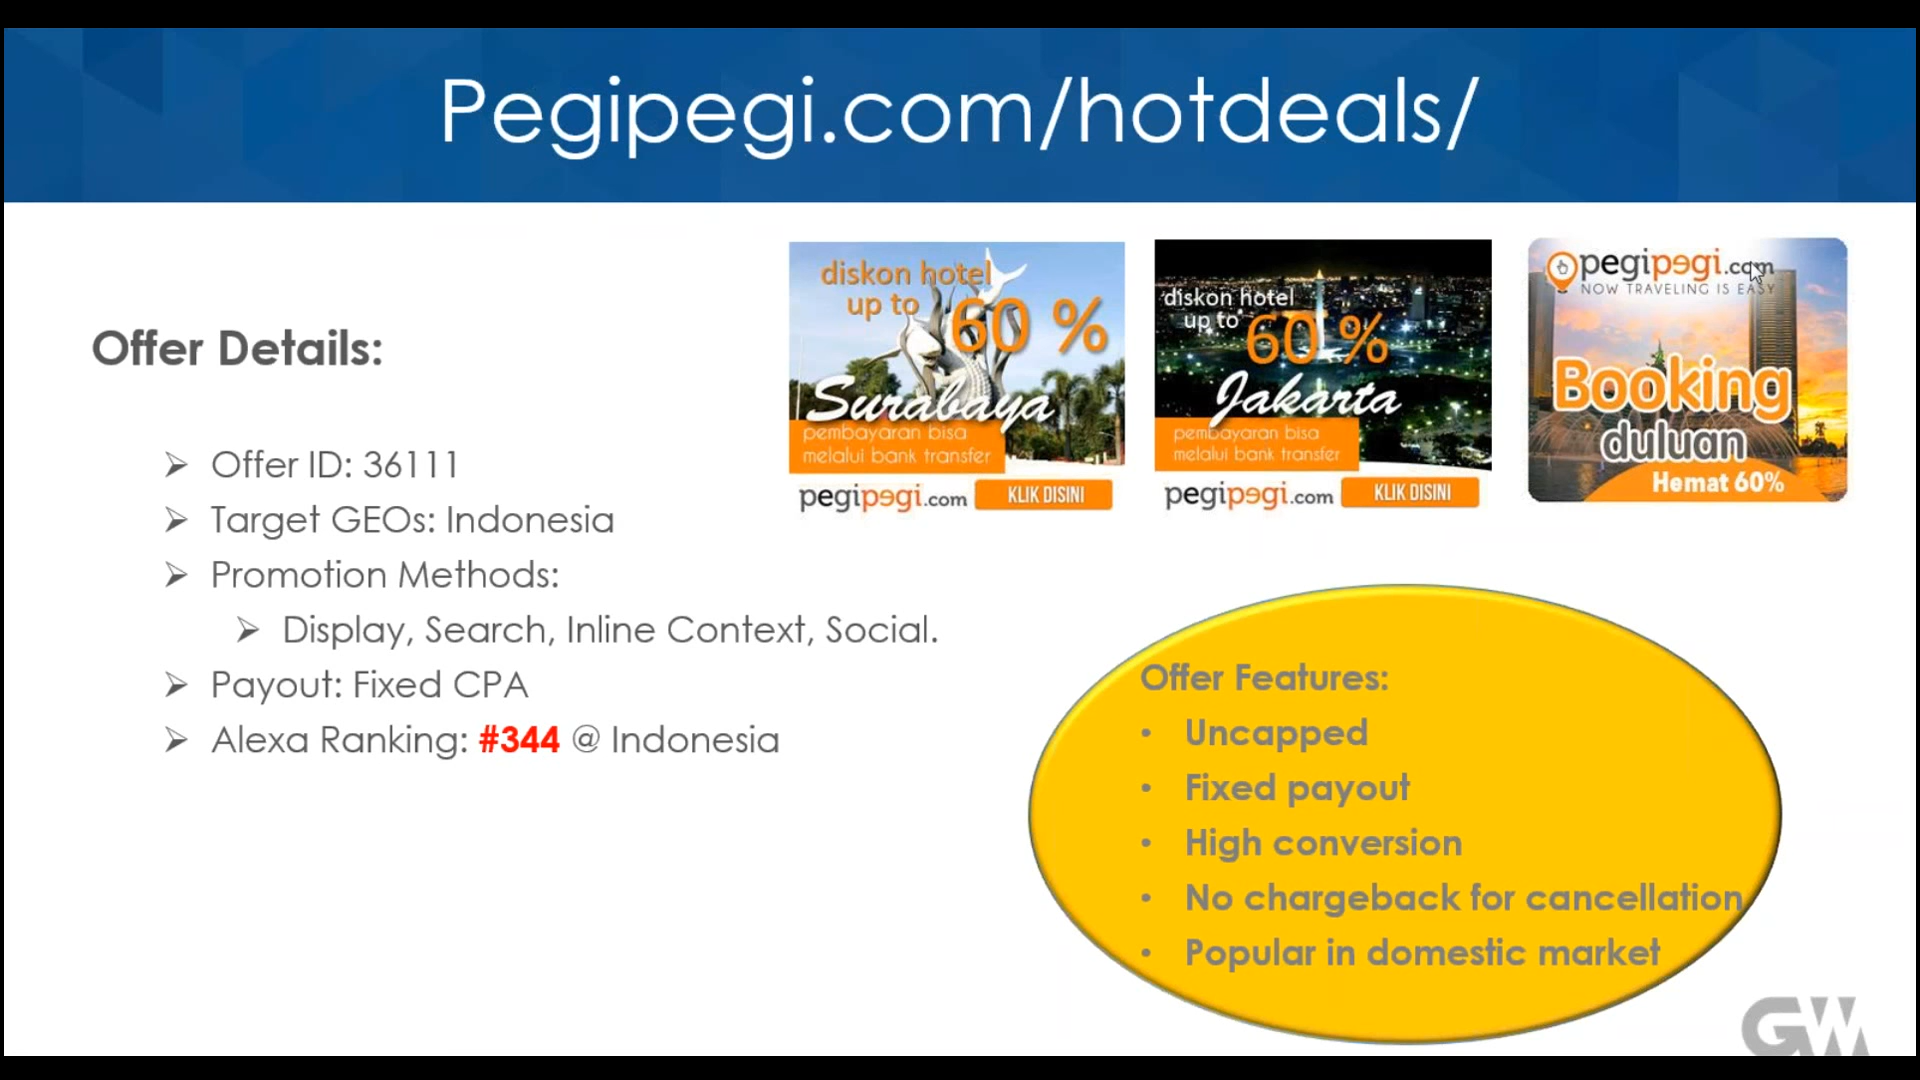 Pegipegi.com/hotdeals/
diskon hotel
up to
60 %
Surabaya
pembayaran bisa
melalui bank transfer
pegipegi.com
KLIK DISINI
diskon hotel
up to
60 %
Jakarta
pembayaran bisa
melalui bank transfer
pegipegi.com
KLIK DISINI
pegipegi.com
NOW TRAVELING IS EASY
Booking
duluan
Hemat 60%
Offer Details:
Offer ID: 36111
Target GEOs: Indonesia
Promotion Methods:
Display, Search, Inline Context, Social.
Payout: Fixed CPA
Alexa Ranking: #344 @ Indonesia
Offer Features:
• Uncapped
• Fixed payout
• High conversion
• No chargeback for cancellation
• Popular in domestic market
GWM